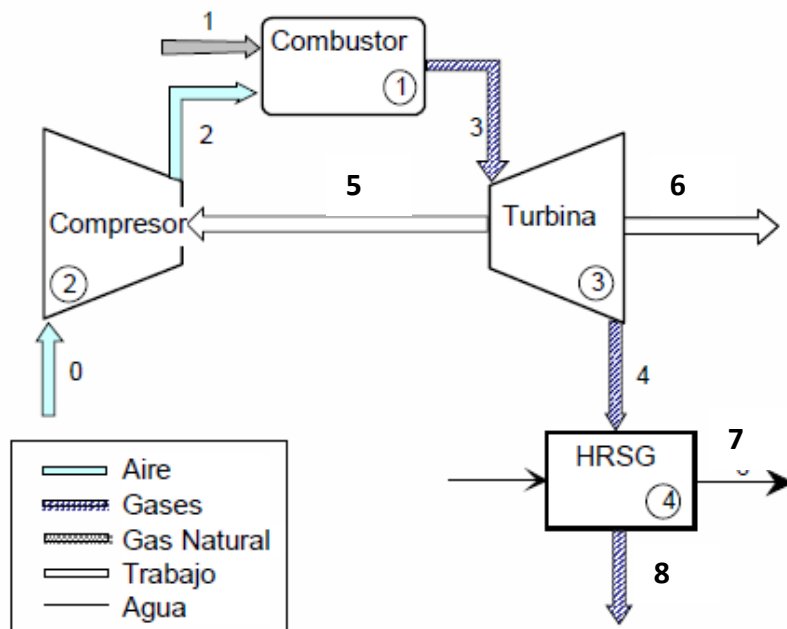 1
Combustor
1
2
3
5
6
Compresor
Turbina
2
3
0
4
7
HRSG
4
8
Aire
Gases
Gas Natural
Trabajo
Agua